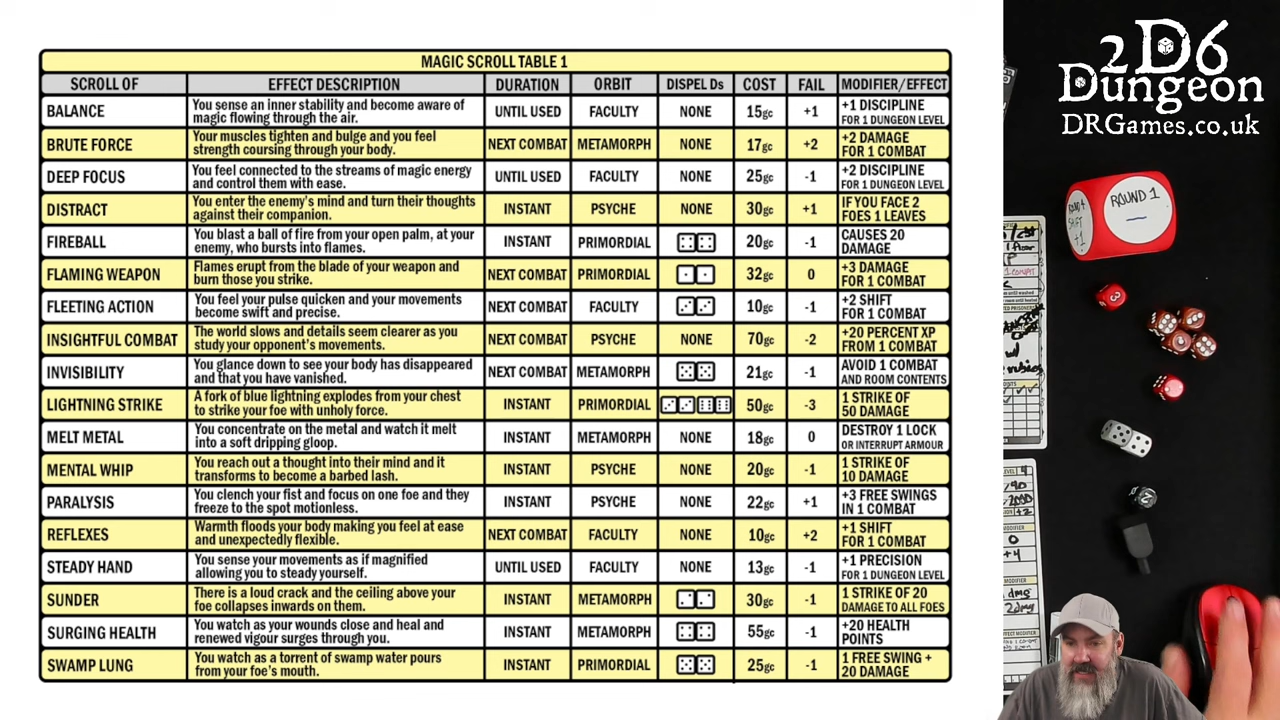 MAGIC SCROLL TABLE 1
SCROLL OF EFFECT DESCRIPTION DURATION ORBIT DISPEL Ds COST FAIL MODIFIER/EFFECT
BALANCE You sense an inner stability and become aware of magic flowing through the air. UNTIL USED FACULTY NONE 15gc +1 +1 DISCIPLINE FOR 1 DUNGEON LEVEL
BRUTE FORCE Your muscles tighten and bulge and you feel strength coursing through your body. NEXT COMBAT METAMORPH NONE 17gc +2 +2 DAMAGE FOR 1 COMBAT
DEEP FOCUS You feel connected to the streams of magic energy and control them with ease. UNTIL USED FACULTY NONE 25gc -1 +2 DISCIPLINE FOR 1 DUNGEON LEVEL
DISTRACT You enter the enemy's mind and turn their thoughts against their companion. INSTANT PSYCHE NONE 30gc +1 IF YOU FACE 2 FOES 1 LEAVES
FIREBALL You blast a ball of fire from your open palm, at your enemy, who bursts into flames. INSTANT PRIMORDIAL 20gc -1 CAUSES 20 DAMAGE
FLAMING WEAPON Flames erupt from the blade of your weapon and burn those you strike. NEXT COMBAT PRIMORDIAL 32gc 0 +3 DAMAGE FOR 1 COMBAT
FLEETING ACTION You feel your pulse quicken and your movements become swift and precise. NEXT COMBAT FACULTY 10gc -1 +2 SHIFT FOR 1 COMBAT
INSIGHTFUL COMBAT The world slows and details seem clearer as you study your opponent's movements. NEXT COMBAT PSYCHE NONE 70gc -2 +20 PERCENT XP FROM 1 COMBAT
INVISIBILITY You glance down to see your body has disappeared and that you have vanished. NEXT COMBAT METAMORPH 21gc -1 AVOID 1 COMBAT AND ROOM CONTENTS
LIGHTNING STRIKE A fork of blue lightning explodes from your chest to strike your foe with unholy force. INSTANT PRIMORDIAL 50gc -3 1 STRIKE OF 50 DAMAGE
MELT METAL You concentrate on the metal and watch it melt into a soft dripping gloop. INSTANT METAMORPH NONE 18gc 0 DESTROY 1 LOCK OR INTERRUPT ARMOUR
MENTAL WHIP You reach out a thought into their mind and it transforms to become a barbed lash. INSTANT PSYCHE NONE 20gc -1 1 STRIKE OF 10 DAMAGE
PARALYSIS You clench your fist and focus on one foe and they freeze to the spot motionless. INSTANT PSYCHE NONE 22gc +1 +3 FREE SWINGS IN 1 COMBAT
REFLEXES Warmth floods your body making you feel at ease and unexpectedly flexible. NEXT COMBAT FACULTY NONE 10gc +2 +1 SHIFT FOR 1 COMBAT
STEADY HAND You sense your movements as if magnified allowing you to steady yourself. UNTIL USED FACULTY NONE 13gc -1 +1 PRECISION FOR 1 DUNGEON LEVEL
SUNDER There is a loud crack and the ceiling above your foe collapses inwards on them. INSTANT METAMORPH 30gc -1 1 STRIKE OF 20 DAMAGE TO ALL FOES
SURGING HEALTH You watch as your wounds close and heal and renewed vigour surges through you. INSTANT METAMORPH 55gc -1 +20 HEALTH POINTS
SWAMP LUNG You watch as a torrent of swamp water pours from your foe's mouth. INSTANT PRIMORDIAL 25gc -1 1 FREE SWING + 20 DAMAGE
2D6
Dungeon
DRGames.co.uk
ROUND 1
ROUND 4
SHIFT
+1